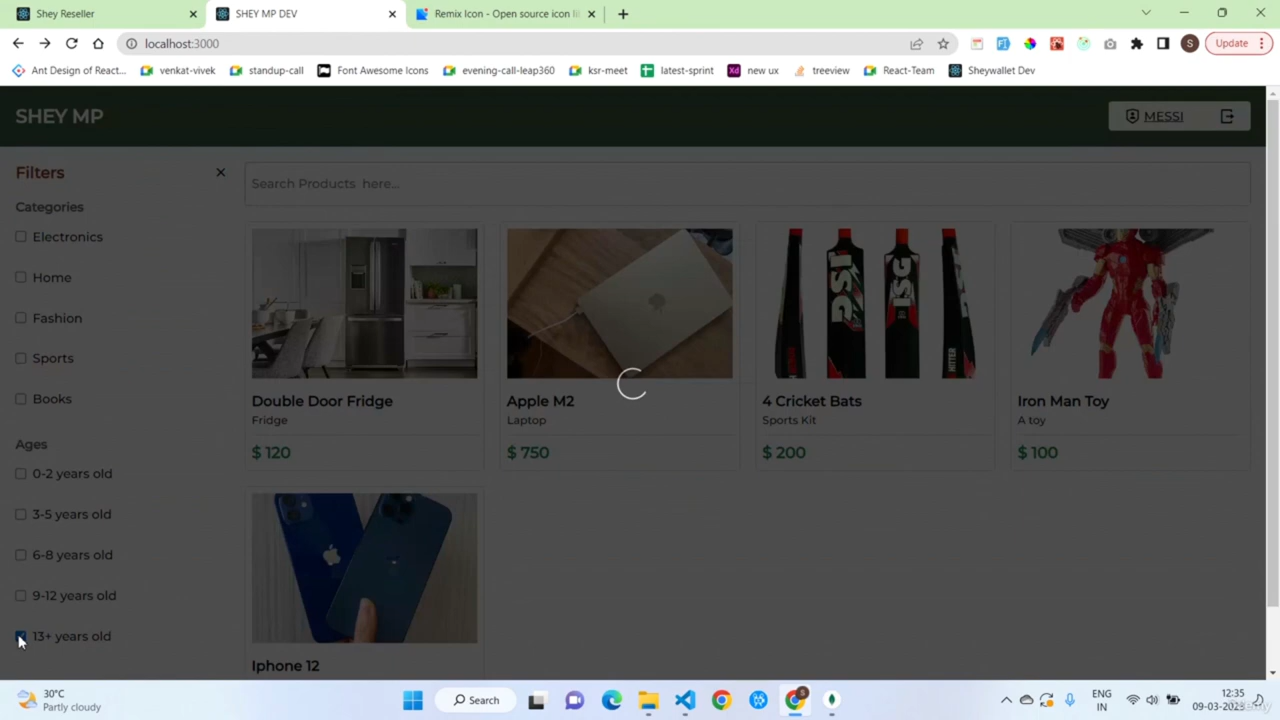 Shey Reseller
SHEY MP DEV
Remix Icon - Open source icon li
localhost:3000
S
Update
Ant Design of React...
venkat-vivek
standup-call
Font Awesome Icons
evening-call-leap360
ksr-meet
latest-sprint
Xd
new ux
treeview
React-Team
Sheywallet Dev
SHEY MP
MESSI
Filters
Search Products here...
Categories
Electronics
Home
Fashion
Sports
Books
DSI
ISG
HITTER
Double Door Fridge
Apple M2
4 Cricket Bats
Iron Man Toy
Fridge
Laptop
Sports Kit
A toy
$ 120
$ 750
$ 200
$ 100
Ages
0-2 years old
3-5 years old
6-8 years old
9-12 years old
13+ years old
Iphone 12
30°C
Partly cloudy
Search
ENG
IN
12:35